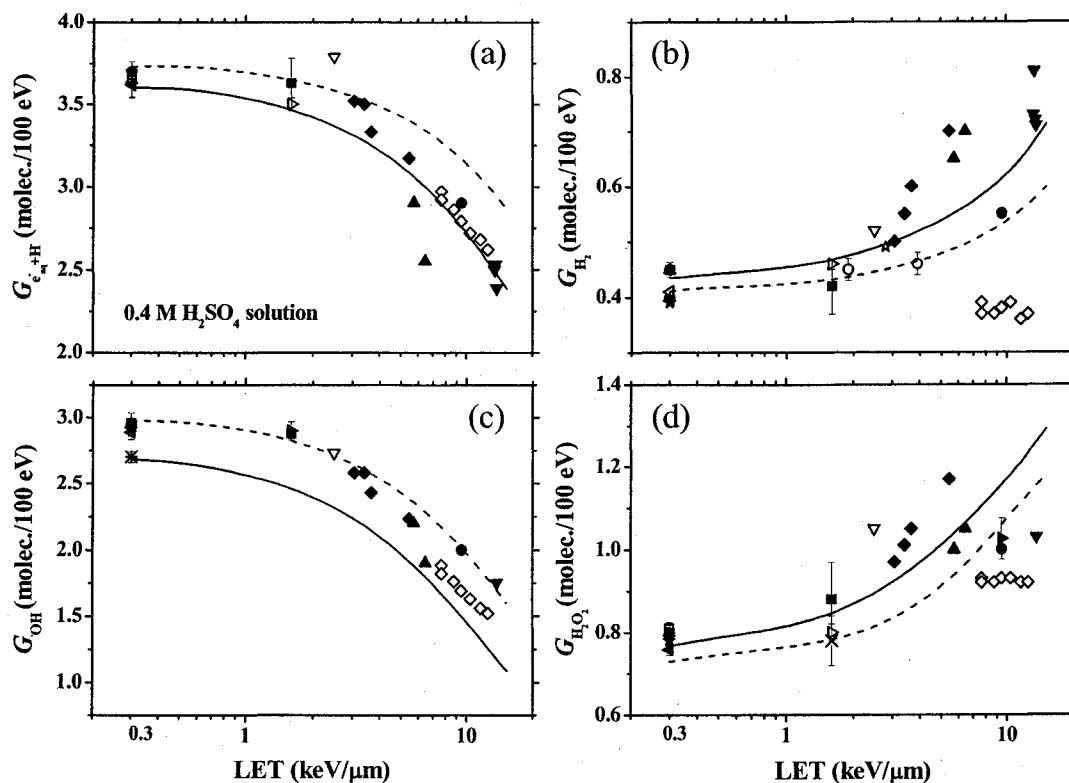 4.0
3.5
3.0
2.5
2.0
G e-aq+H (molec./100 eV)
(a)
0.4 M H2SO4 solution
0.8
0.6
0.4
GH2 (molec./100 eV)
(b)
3.0
2.5
2.0
1.5
1.0
GOH (molec./100 eV)
(c)
0.3
1
10
LET (keV/μm)
1.4
1.2
1.0
0.8
0.6
GH2O2 (molec./100 eV)
(d)
0.3
1
10
LET (keV/μm)